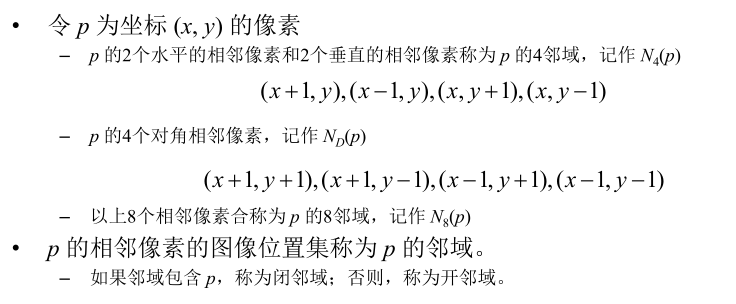 • 令 p 为坐标 (x, y) 的像素
– p 的2个水平的相邻像素和2个垂直的相邻像素称为 p 的4邻域，记作 N₄(p)
(x+1, y),(x−1, y),(x, y+1),(x, y−1)
– p 的4个对角相邻像素，记作 N_D(p)
(x+1, y+1),(x+1, y−1),(x−1, y+1),(x−1, y−1)
– 以上8个相邻像素合称为 p 的8邻域，记作 N₈(p)
• p 的相邻像素的图像位置集称为 p 的邻域。
– 如果邻域包含 p，称为闭邻域；否则，称为开邻域。